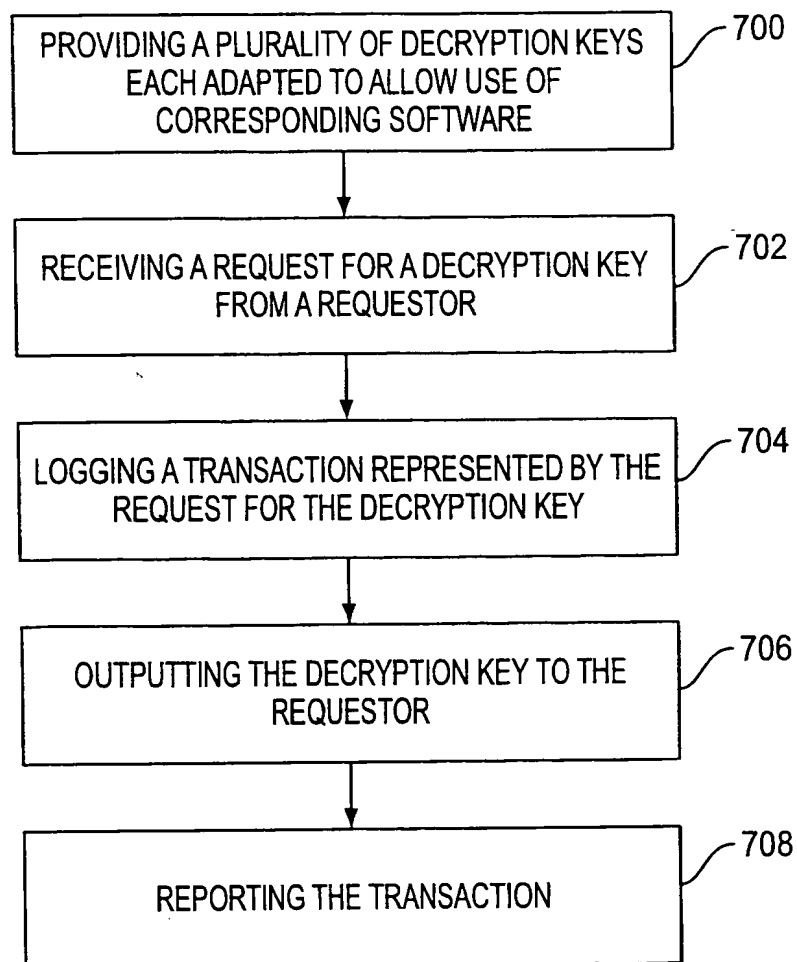 PROVIDING A PLURALITY OF DECRYPTION KEYS
EACH ADAPTED TO ALLOW USE OF
CORRESPONDING SOFTWARE
700
RECEIVING A REQUEST FOR A DECRYPTION KEY
FROM A REQUESTOR
702
LOGGING A TRANSACTION REPRESENTED BY THE
REQUEST FOR THE DECRYPTION KEY
704
OUTPUTTING THE DECRYPTION KEY TO THE
REQUESTOR
706
REPORTING THE TRANSACTION
708